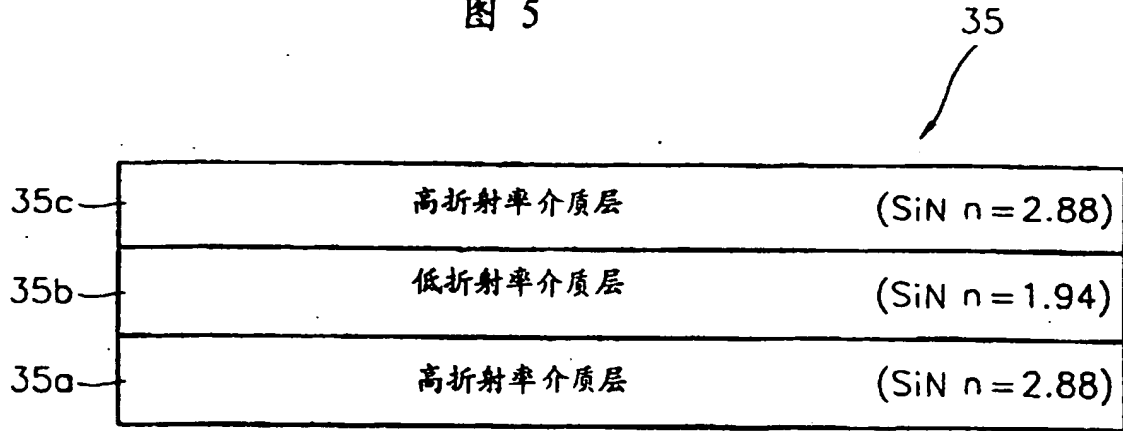 图 5
35
35c 高折射率介质层 (SiN n=2.88)
35b 低折射率介质层 (SiN n=1.94)
35a 高折射率介质层 (SiN n=2.88)